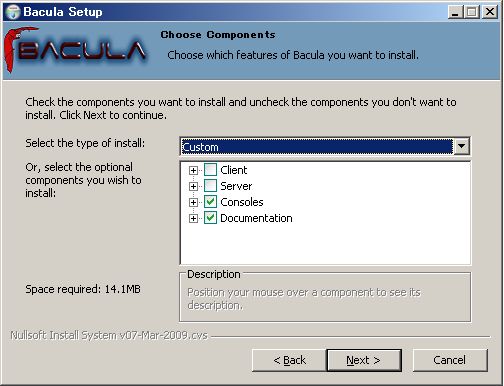 Bacula Setup
BACULA
Choose Components
Choose which features of Bacula you want to install.
Check the components you want to install and uncheck the components you don't want to
install. Click Next to continue.
Select the type of install:
Custom
Or, select the optional
components you wish to
install:
Client
Server
Consoles
Documentation
Space required: 14.1MB
Description
Position your mouse over a component to see its
description.
Nullsoft Install System v07-Mar-2009.cvs
< Back
Next >
Cancel